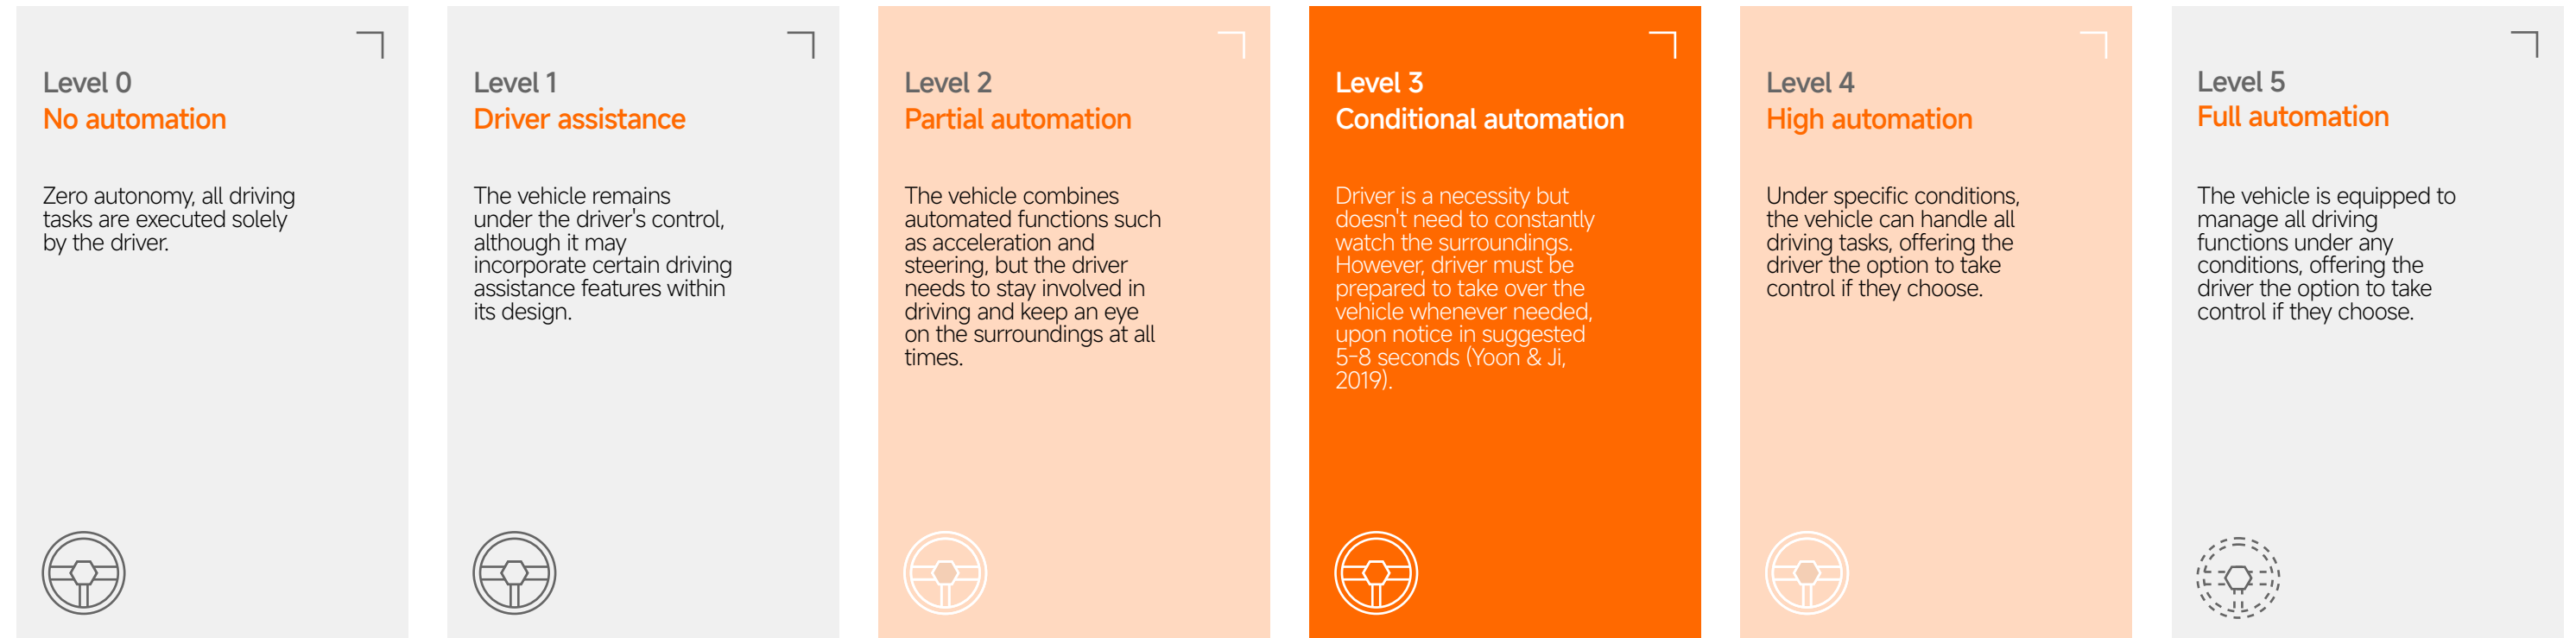 Level 0
No automation
Zero autonomy, all driving
tasks are executed solely
by the driver.
Level 1
Driver assistance
The vehicle remains
under the driver's control,
although it may
incorporate certain driving
assistance features within
its design.
Level 2
Partial automation
The vehicle combines
automated functions such
as acceleration and
steering, but the driver
needs to stay involved in
driving and keep an eye
on the surroundings at all
times.
Level 3
Conditional automation
Driver is a necessity but
doesn't need to constantly
watch the surroundings.
However, driver must be
prepared to take over the
vehicle whenever needed,
upon notice in suggested
5-8 seconds (Yoon & Ji,
2019).
Level 4
High automation
Under specific conditions,
the vehicle can handle all
driving tasks, offering the
driver the option to take
control if they choose.
Level 5
Full automation
The vehicle is equipped to
manage all driving
functions under any
conditions, offering the
driver the option to take
control if they choose.